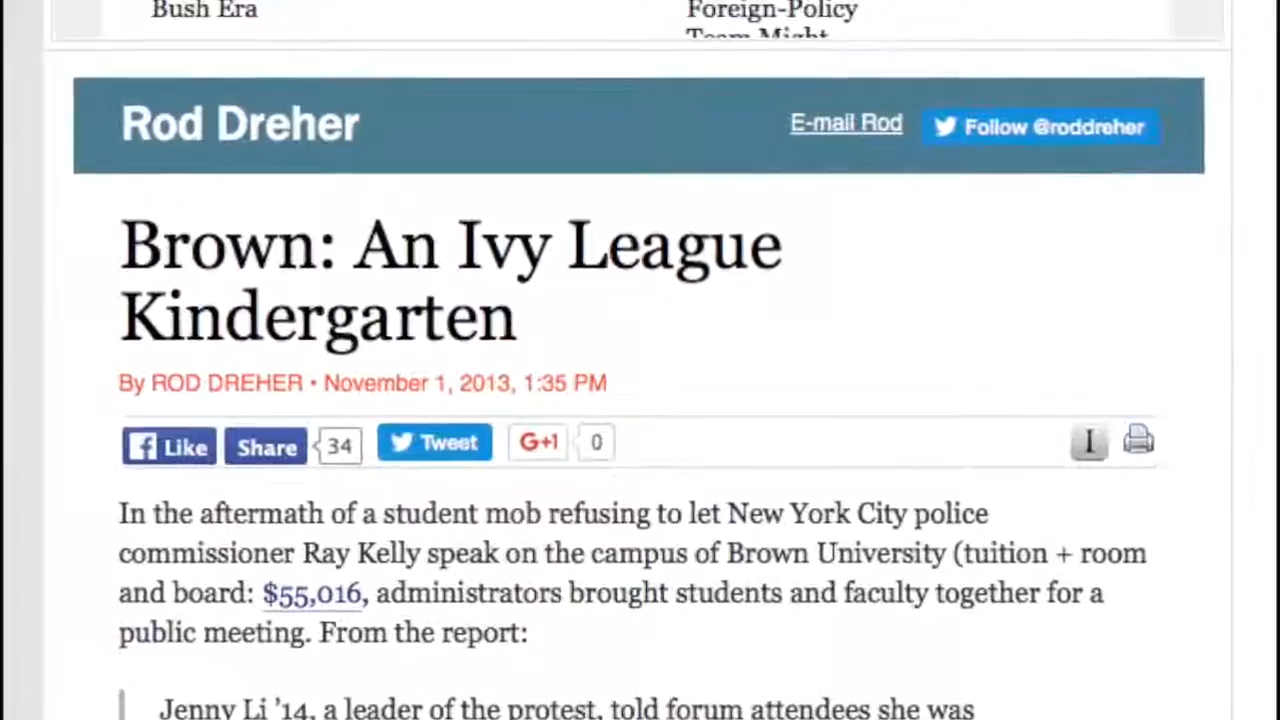 Bush Era
Foreign-Policy
Team Might
Rod Dreher
E-mail Rod
Follow @roddreher
Brown: An Ivy League
Kindergarten
By ROD DREHER • November 1, 2013, 1:35 PM
Like
Share
34
Tweet
G+1
0
I
In the aftermath of a student mob refusing to let New York City police
commissioner Ray Kelly speak on the campus of Brown University (tuition + room
and board: $55,016, administrators brought students and faculty together for a
public meeting. From the report:
Jenny Li ’14, a leader of the protest, told forum attendees she was